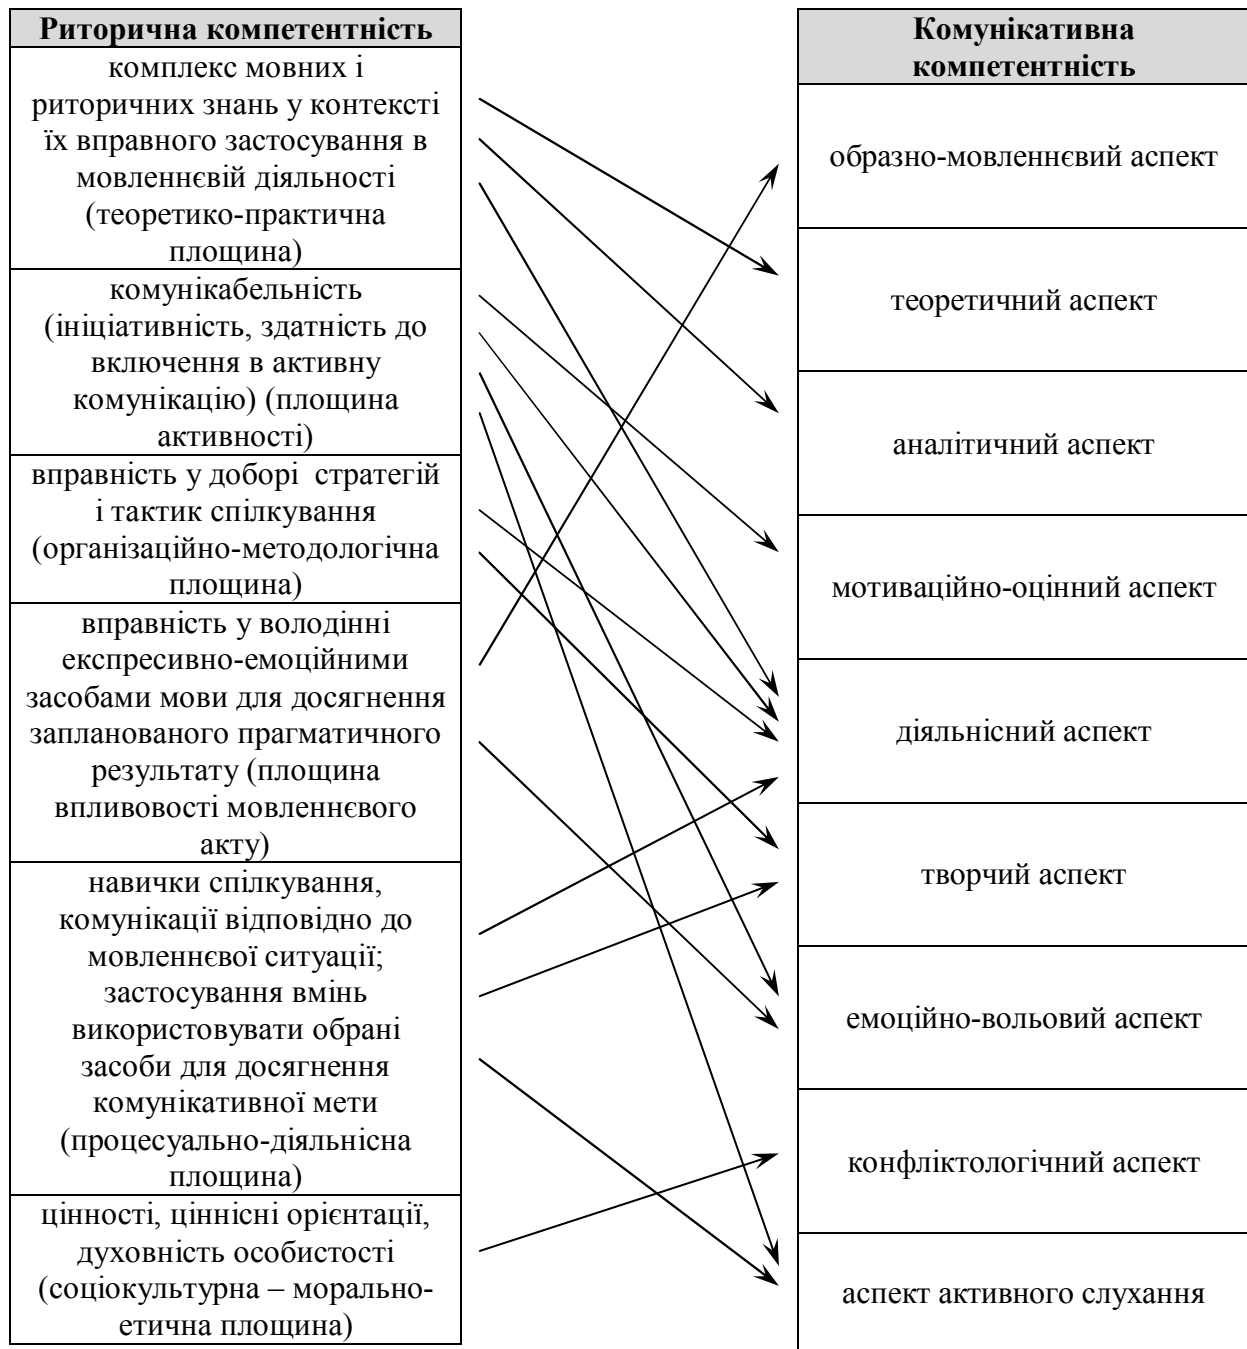 Риторична компетентність
комплекс мовних і
риторичних знань у контексті
їх вправного застосування в
мовленнєвій діяльності
(теоретико-практична
площина)
комунікабельність
(ініціативність, здатність до
включення в активну
комунікацію) (площина
активності)
вправність у доборі стратегій
і тактик спілкування
(організаційно-методологічна
площина)
вправність у володінні
експресивно-емоційними
засобами мови для досягнення
запланованого прагматичного
результату (площина
впливовості мовленнєвого
акту)
навички спілкування,
комунікації відповідно до
мовленнєвої ситуації;
застосування вмінь
використовувати обрані
засоби для досягнення
комунікативної мети
(процесуально-діяльнісна
площина)
цінності, ціннісні орієнтації,
духовність особистості
(соціокультурна – морально-
етична площина)
Комунікативна
компетентність
образно-мовленнєвий аспект
теоретичний аспект
аналітичний аспект
мотиваційно-оцінний аспект
діяльнісний аспект
творчий аспект
емоційно-вольовий аспект
конфліктологічний аспект
аспект активного слухання